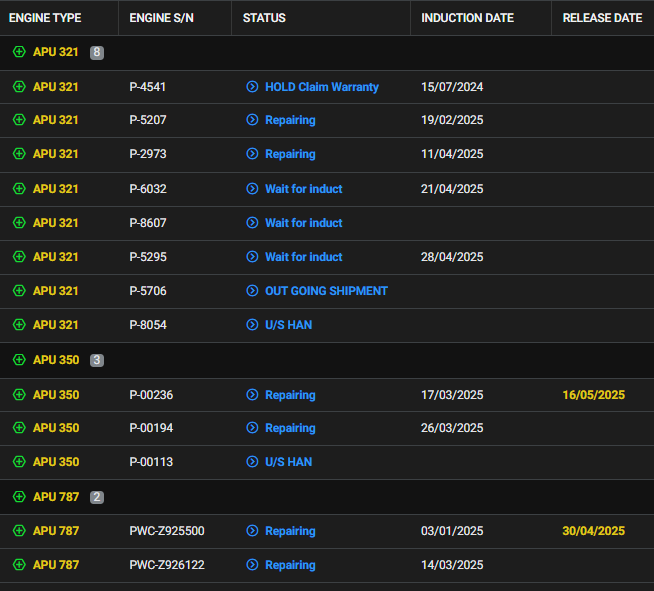 ENGINE TYPE ENGINE S/N STATUS INDUCTION DATE RELEASE DATE
APU 321 8
APU 321 P-4541 HOLD Claim Warranty 15/07/2024
APU 321 P-5207 Repairing 19/02/2025
APU 321 P-2973 Repairing 11/04/2025
APU 321 P-6032 Wait for induct 21/04/2025
APU 321 P-8607 Wait for induct
APU 321 P-5295 Wait for induct 28/04/2025
APU 321 P-5706 OUT GOING SHIPMENT
APU 321 P-8054 U/S HAN
APU 350 3
APU 350 P-00236 Repairing 17/03/2025 16/05/2025
APU 350 P-00194 Repairing 26/03/2025
APU 350 P-00113 U/S HAN
APU 787 2
APU 787 PWC-Z925500 Repairing 03/01/2025 30/04/2025
APU 787 PWC-Z926122 Repairing 14/03/2025